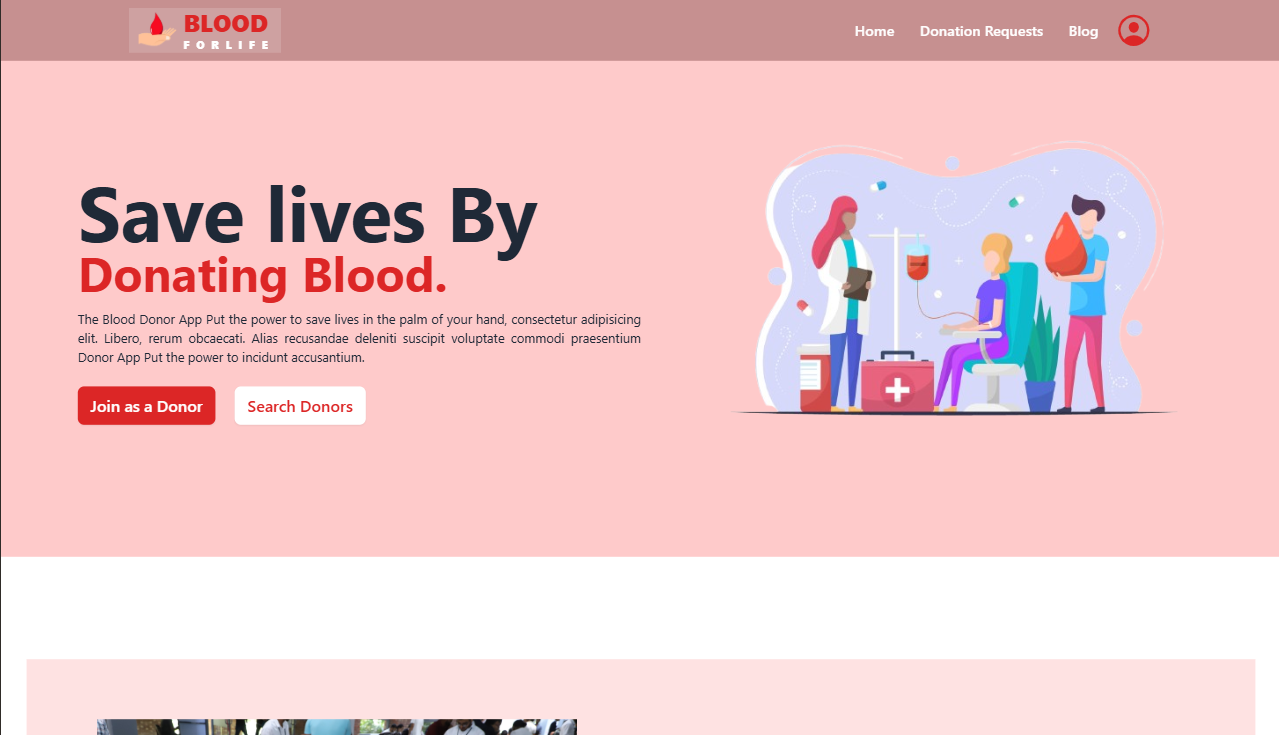 BLOOD
FORLIFE
Home
Donation Requests
Blog
Save lives By
Donating Blood.
The Blood Donor App Put the power to save lives in the palm of your hand, consectetur adipisicing
elit. Libero, rerum obcaecati. Alias recusandae deleniti suscipit voluptate commodi praesentium
Donor App Put the power to incidunt accusantium.
Join as a Donor
Search Donors